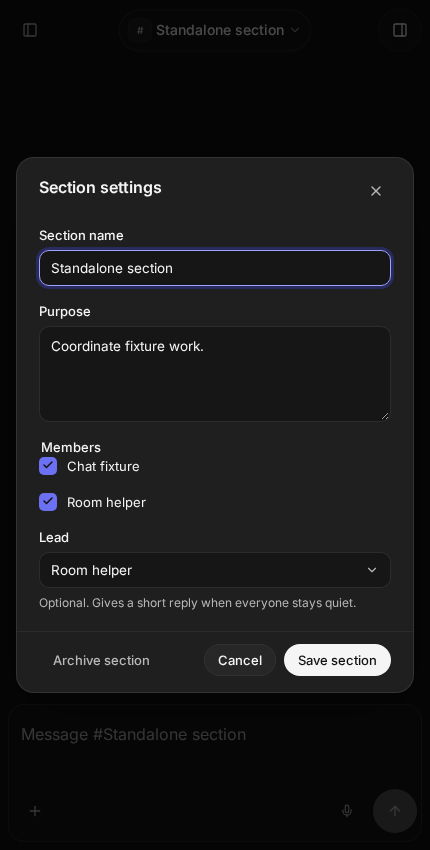 # Standalone section
Section settings
Section name
Standalone section
Purpose
Coordinate fixture work.
Members
Chat fixture
Room helper
Lead
Room helper
Optional. Gives a short reply when everyone stays quiet.
Archive section
Cancel
Save section
Message #Standalone section